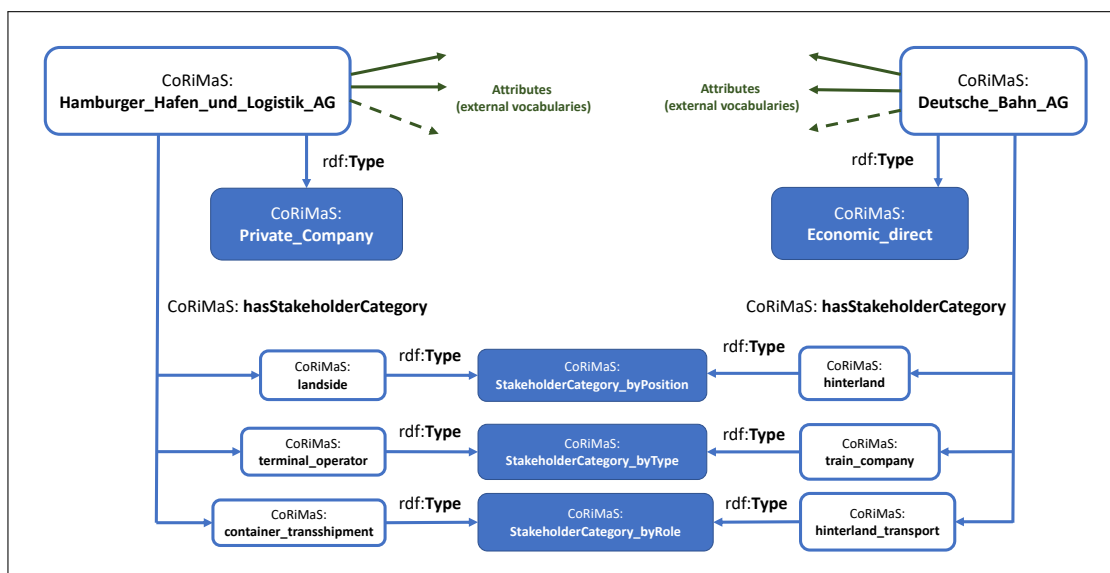 CoRiMaS:
Hamburger_Hafen_und_Logistik_AG
Attributes
(external vocabularies)
Attributes
(external vocabularies)
CoRiMaS:
Deutsche_Bahn_AG
rdf:Type
rdf:Type
CoRiMaS:
Private_Company
CoRiMaS:
Economic_direct
CoRiMaS: hasStakeholderCategory
CoRiMaS: hasStakeholderCategory
CoRiMaS:
landside
rdf:Type
CoRiMaS:
StakeholderCategory_byPosition
rdf:Type
CoRiMaS:
hinterland
CoRiMaS:
terminal_operator
rdf:Type
CoRiMaS:
StakeholderCategory_byType
rdf:Type
CoRiMaS:
train_company
CoRiMaS:
container_transshipment
rdf:Type
CoRiMaS:
StakeholderCategory_byRole
rdf:Type
CoRiMaS:
hinterland_transport